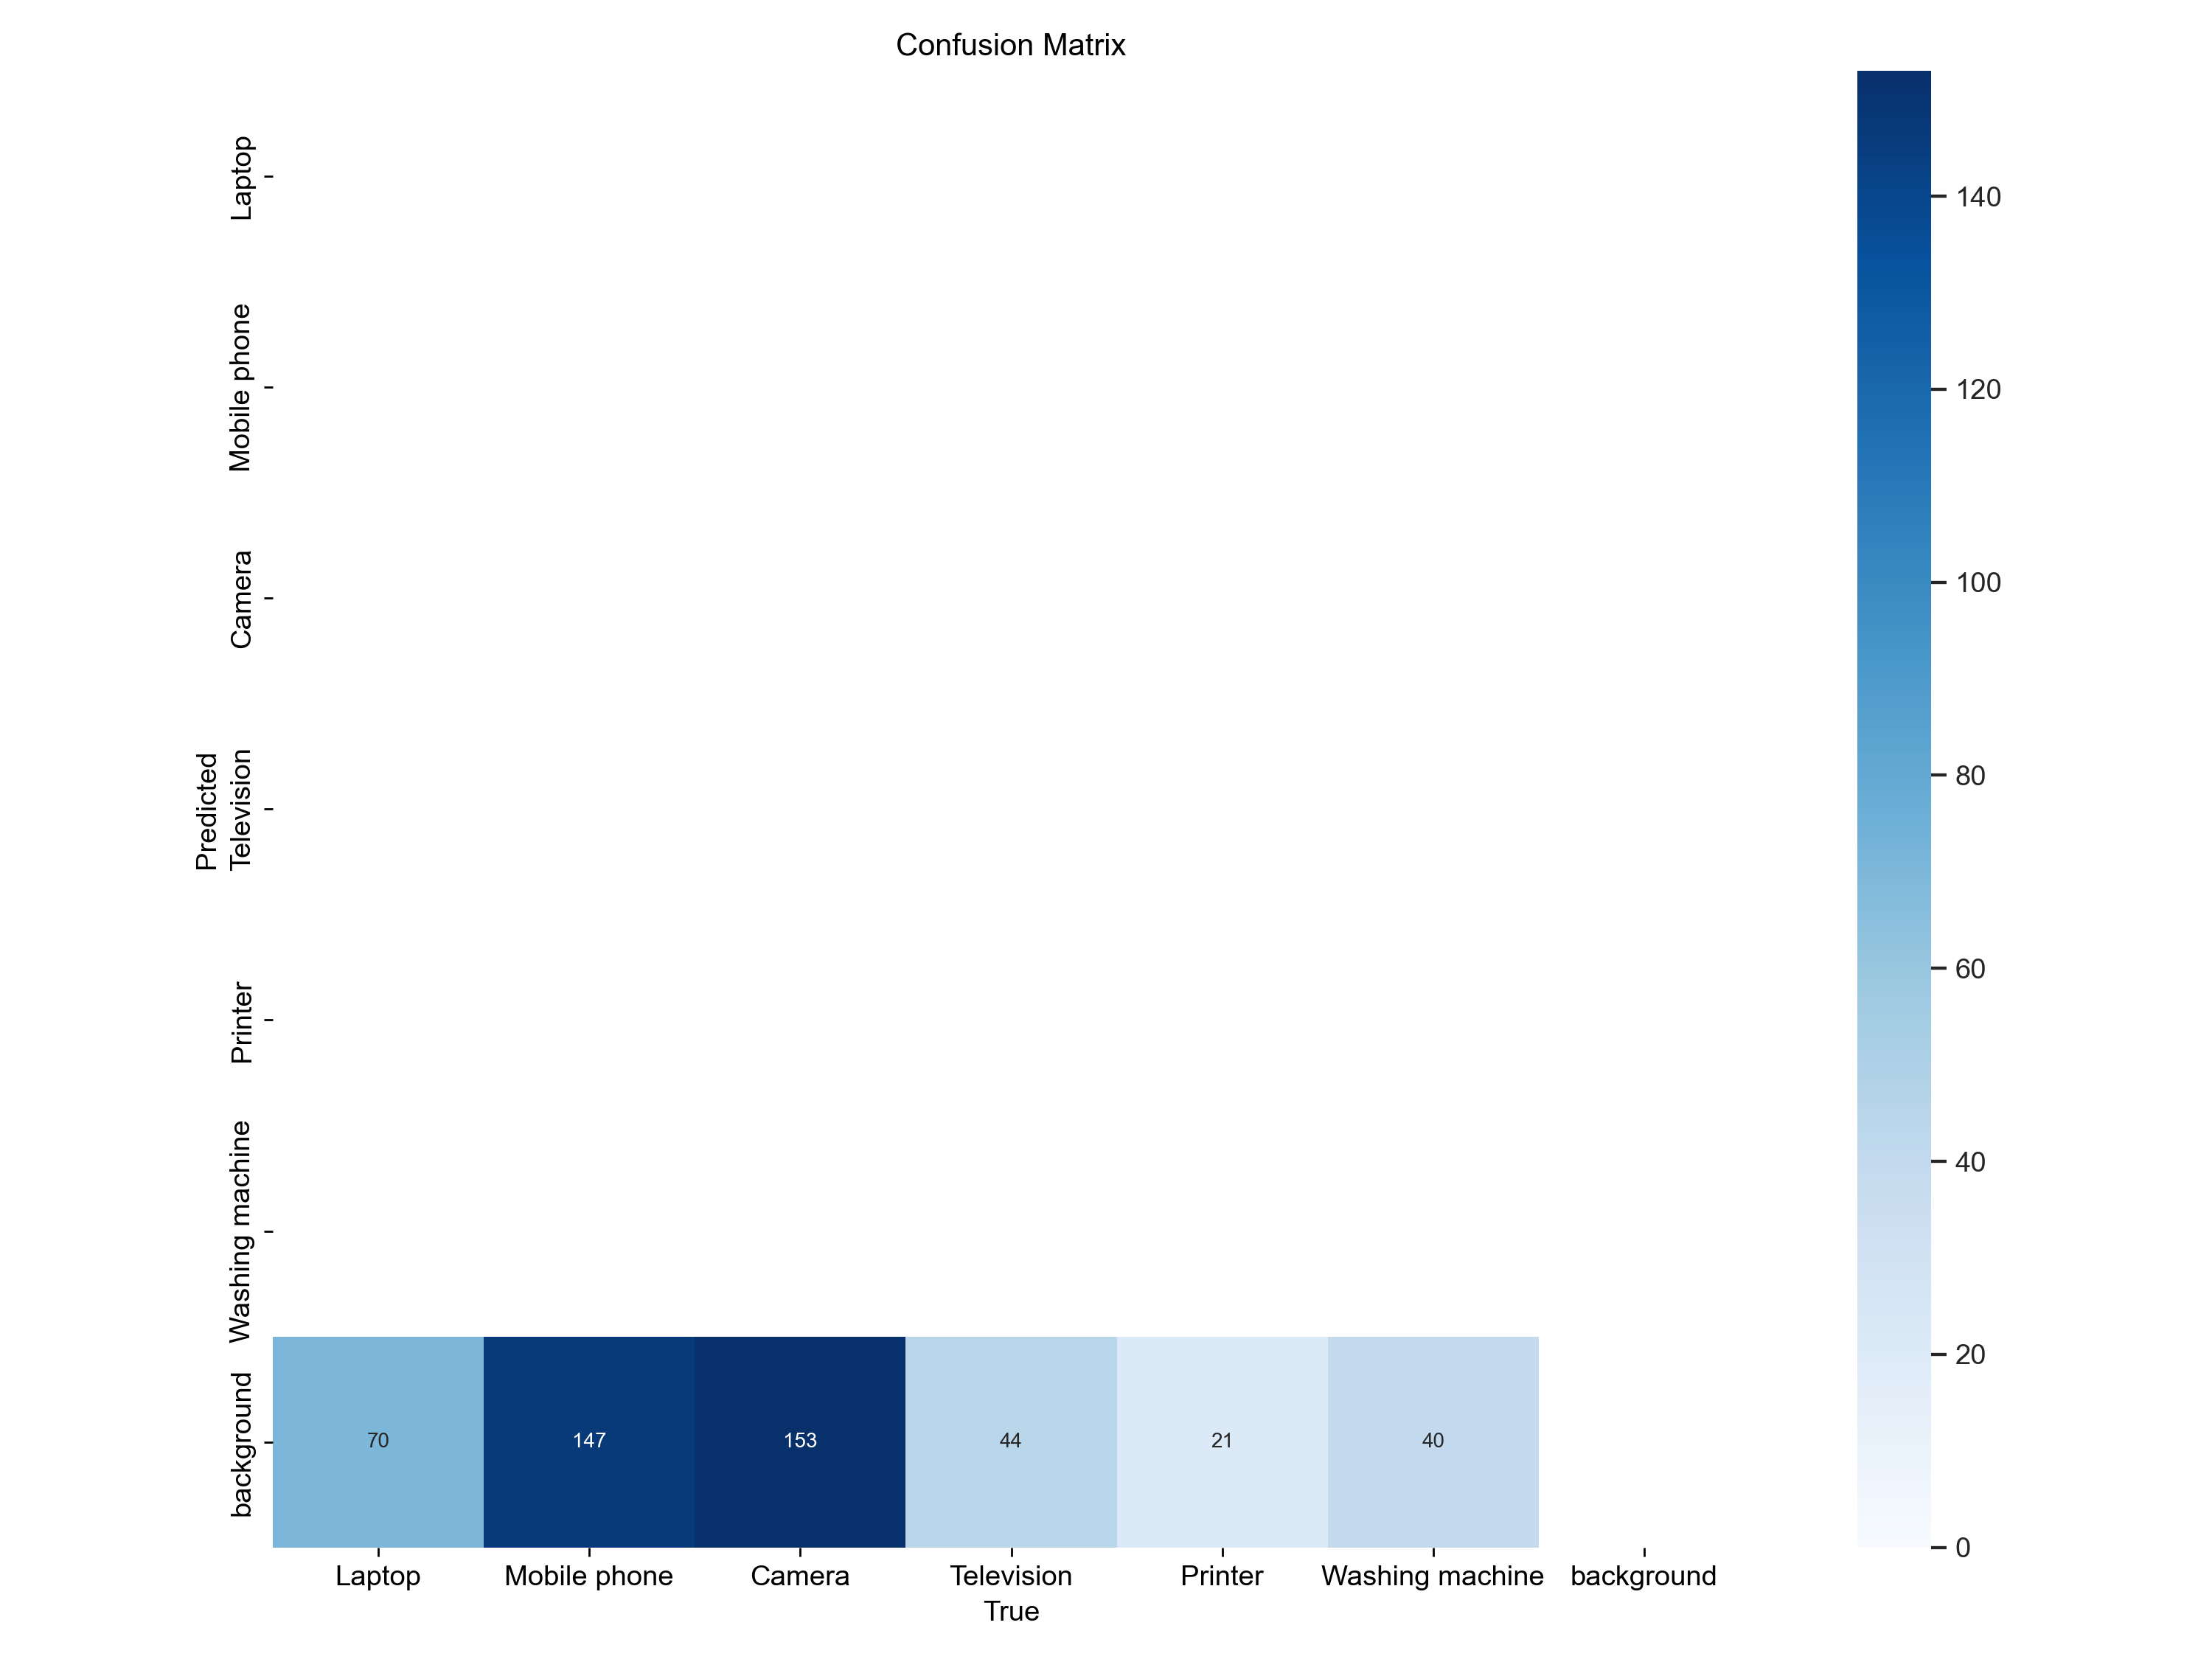 Confusion Matrix
Laptop
Mobile phone
Camera
Television
Printer
Washing machine
background
Predicted
70 147 153 44 21 40
Laptop Mobile phone Camera Television Printer Washing machine background
True
140
120
100
80
60
40
20
0